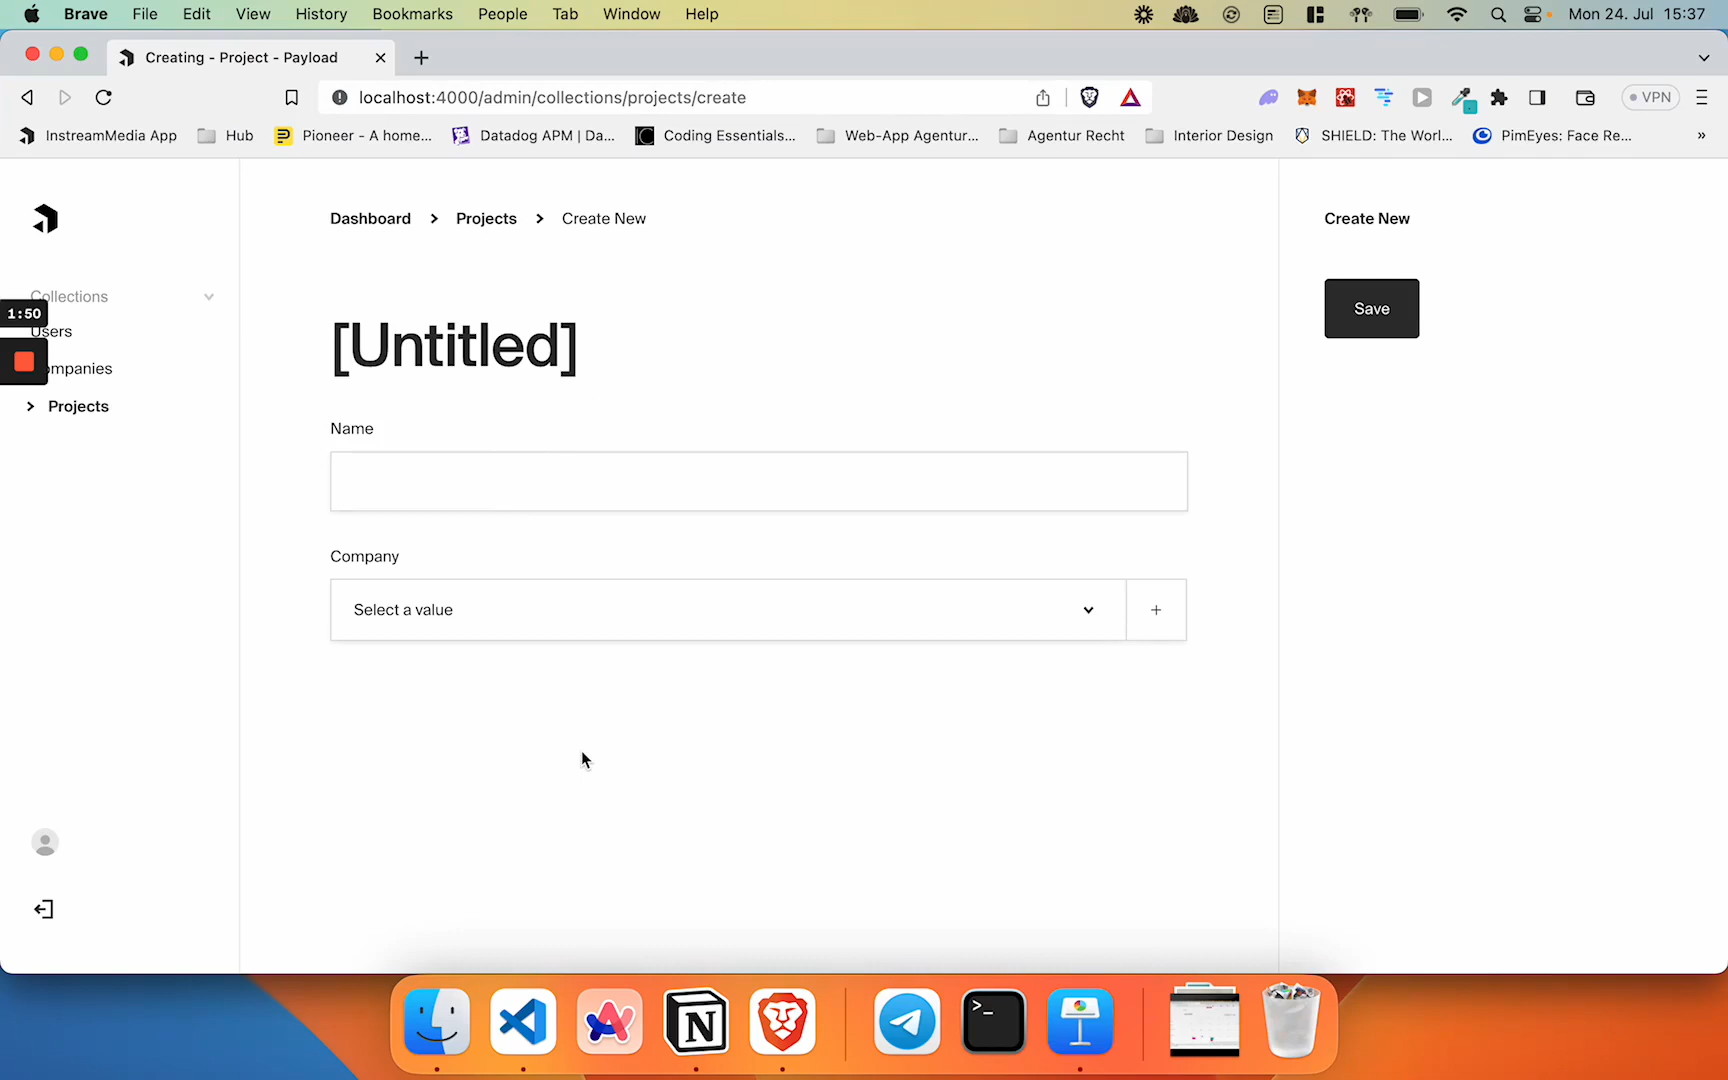 Brave File Edit View History Bookmarks People Tab Window Help Mon 24. Jul 15:37
Creating - Project - Payload
localhost:4000/admin/collections/projects/create VPN
InstreamMedia App Hub Pioneer - A home... Datadog APM | Da... Coding Essentials... Web-App Agentur... Agentur Recht Interior Design SHIELD: The Worl... PimEyes: Face Re... »
Dashboard > Projects > Create New
Create New
Collections
1:50
Save
Users
[Untitled]
ompanies
> Projects
Name
Company
Select a value
+